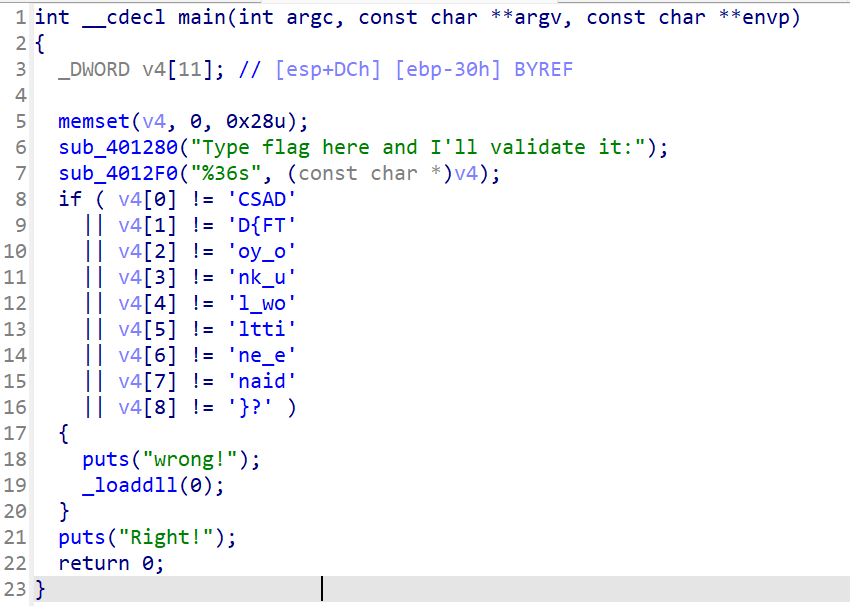 1 int __cdecl main(int argc, const char **argv, const char **envp)
2 {
3   _DWORD v4[11]; // [esp+DCh] [ebp-30h] BYREF
4
5   memset(v4, 0, 0x28u);
6   sub_401280("Type flag here and I'll validate it:");
7   sub_4012F0("%36s", (const char *)v4);
8   if ( v4[0] != 'CSAD'
9     || v4[1] != 'D{FT'
10     || v4[2] != 'oy_o'
11     || v4[3] != 'nk_u'
12     || v4[4] != 'l_wo'
13     || v4[5] != 'ltti'
14     || v4[6] != 'ne_e'
15     || v4[7] != 'naid'
16     || v4[8] != '}?' )
17   {
18     puts("wrong!");
19     _loaddll(0);
20   }
21   puts("Right!");
22   return 0;
23 }